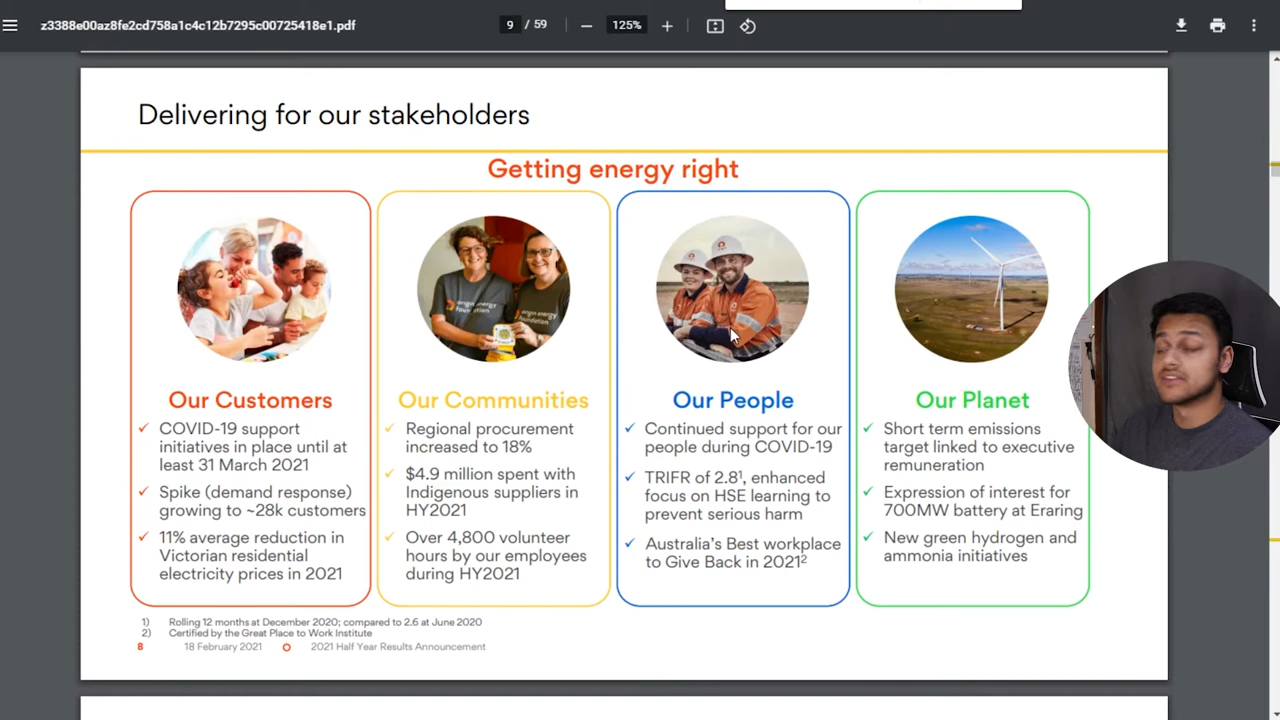 z3388e00az8fe2cd758a1c4c12b7295c00725418e1.pdf
9 / 59
125%
Delivering for our stakeholders
Getting energy right
Our Customers
✓ COVID-19 support
initiatives in place until at
least 31 March 2021
✓ Spike (demand response)
growing to ~28k customers
✓ 11% average reduction in
Victorian residential
electricity prices in 2021
origin energy
foundation
origin energy
foundation
Our Communities
✓ Regional procurement
increased to 18%
✓ $4.9 million spent with
Indigenous suppliers in
HY2021
✓ Over 4,800 volunteer
hours by our employees
during HY2021
Our People
✓ Continued support for our
people during COVID-19
✓ TRIFR of 2.8¹, enhanced
focus on HSE learning to
prevent serious harm
✓ Australia's Best workplace
to Give Back in 2021²
Our Planet
✓ Short term emissions
target linked to executive
remuneration
✓ Expression of interest for
700MW battery at Eraring
✓ New green hydrogen and
ammonia initiatives
1) Rolling 12 months at December 2020; compared to 2.6 at June 2020
2) Certified by the Great Place to Work Institute
8 18 February 2021 2021 Half Year Results Announcement